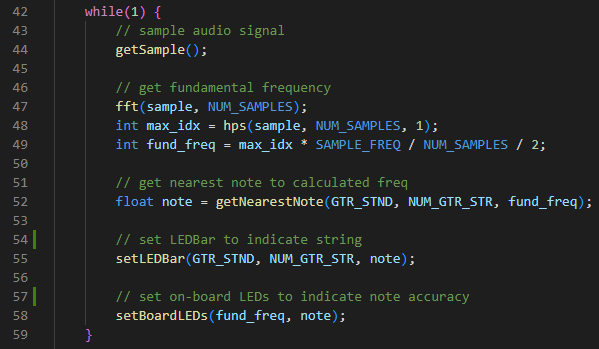 42 while(1) {
43 // sample audio signal
44 getSample();
45
46 // get fundamental frequency
47 fft(sample, NUM_SAMPLES);
48 int max_idx = hps(sample, NUM_SAMPLES, 1);
49 int fund_freq = max_idx * SAMPLE_FREQ / NUM_SAMPLES / 2;
50
51 // get nearest note to calculated freq
52 float note = getNearestNote(GTR_STND, NUM_GTR_STR, fund_freq);
53
54 // set LEDBar to indicate string
55 setLEDBar(GTR_STND, NUM_GTR_STR, note);
56
57 // set on-board LEDs to indicate note accuracy
58 setBoardLEDs(fund_freq, note);
59 }